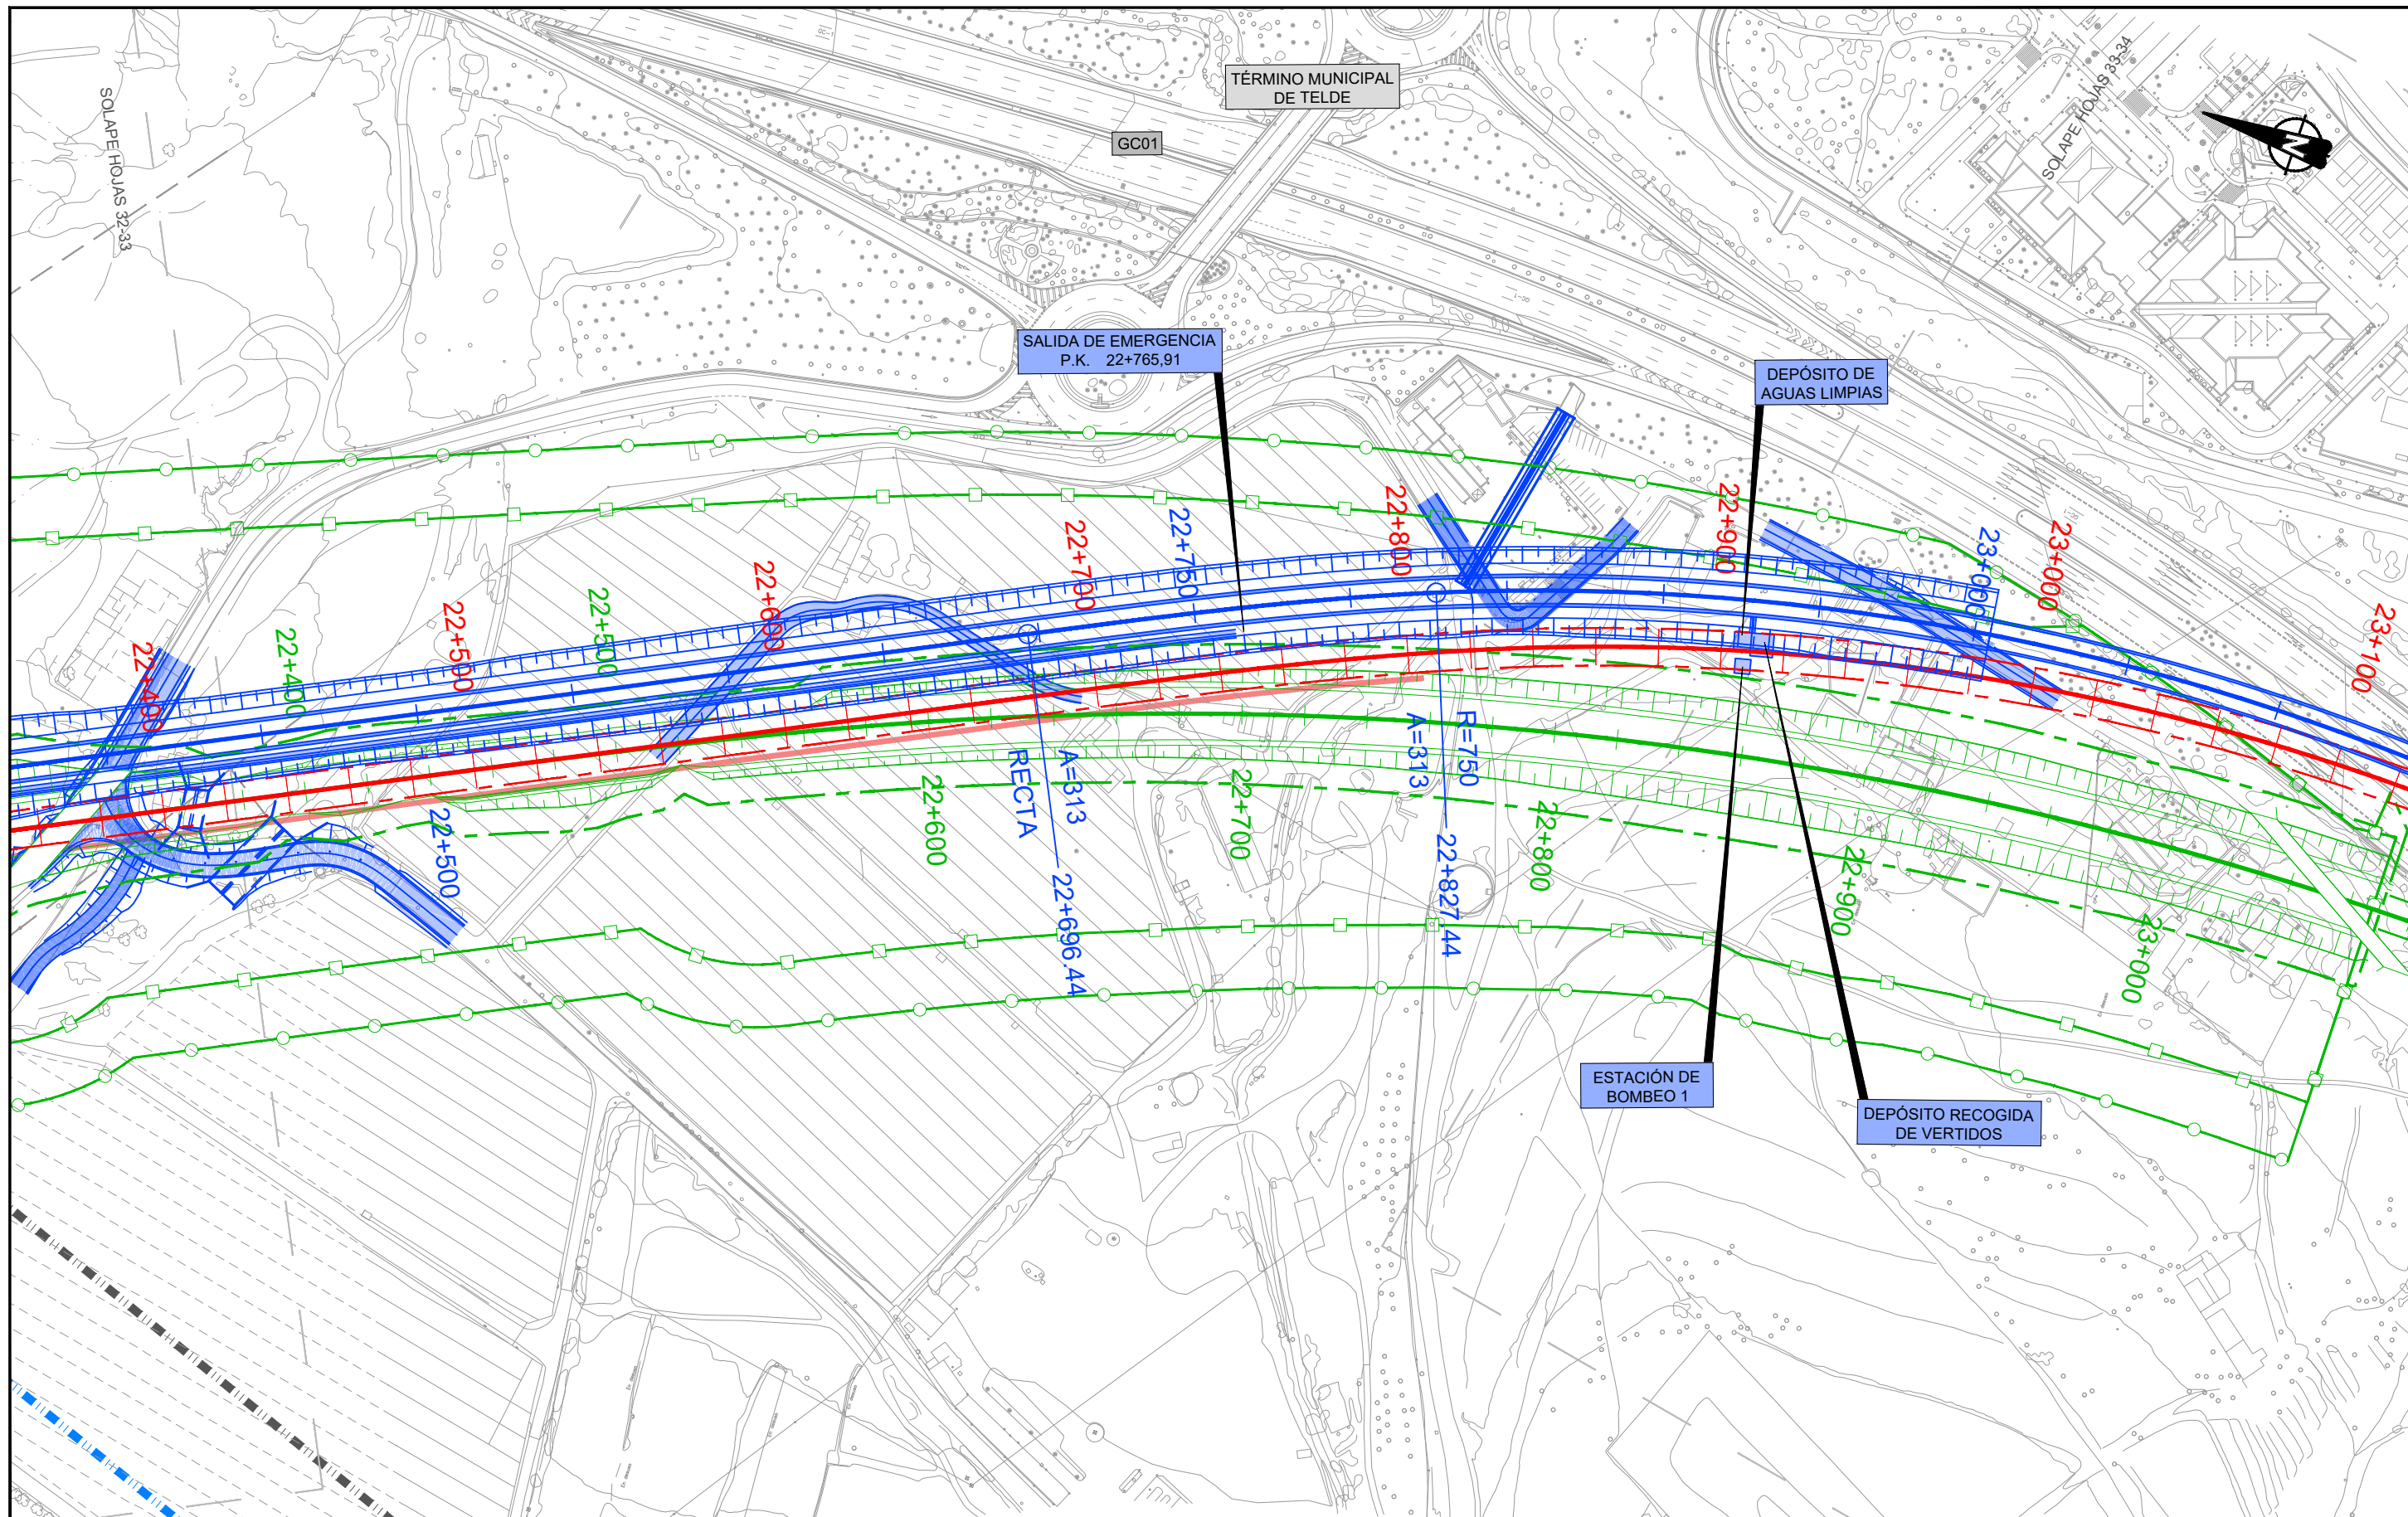 TÉRMINO MUNICIPAL
DE TELDE
GC01
SOLAPE HOJAS 32-33
SOLAPE HOJAS 33-34
N
SALIDA DE EMERGENCIA
P.K. 22+765,91
DEPÓSITO DE
AGUAS LIMPIAS
22+400
22+400
22+500
22+500
22+600
22+700
22+750
22+800
22+900
23+000
23+000
23+100
22+500
22+600
RECTA
A=313
22+696.44
22+700
A=313
R=750
22+827.44
22+800
22+900
23+000
ESTACIÓN DE
BOMBEO 1
DEPÓSITO RECOGIDA
DE VERTIDOS
GC-1